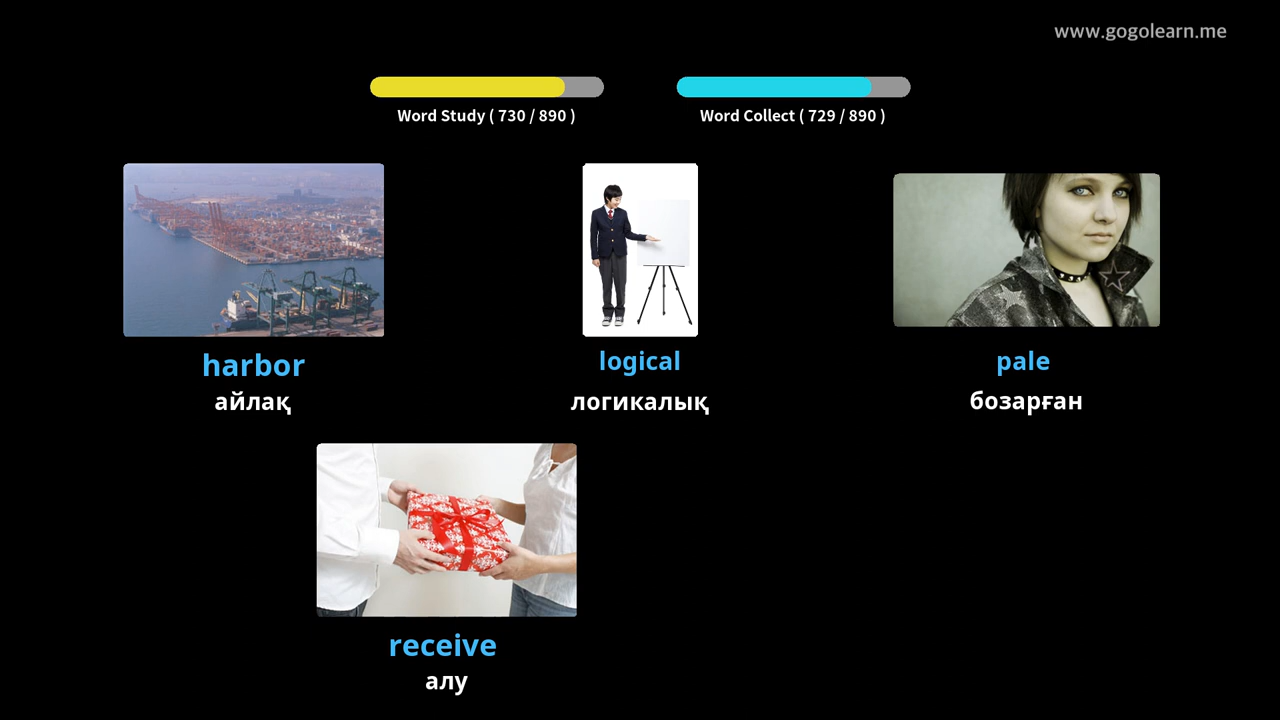 www.gogolearn.me
Word Study ( 730 / 890 )
Word Collect ( 729 / 890 )
harbor
айлақ
logical
логикалық
pale
бозарған
receive
алу